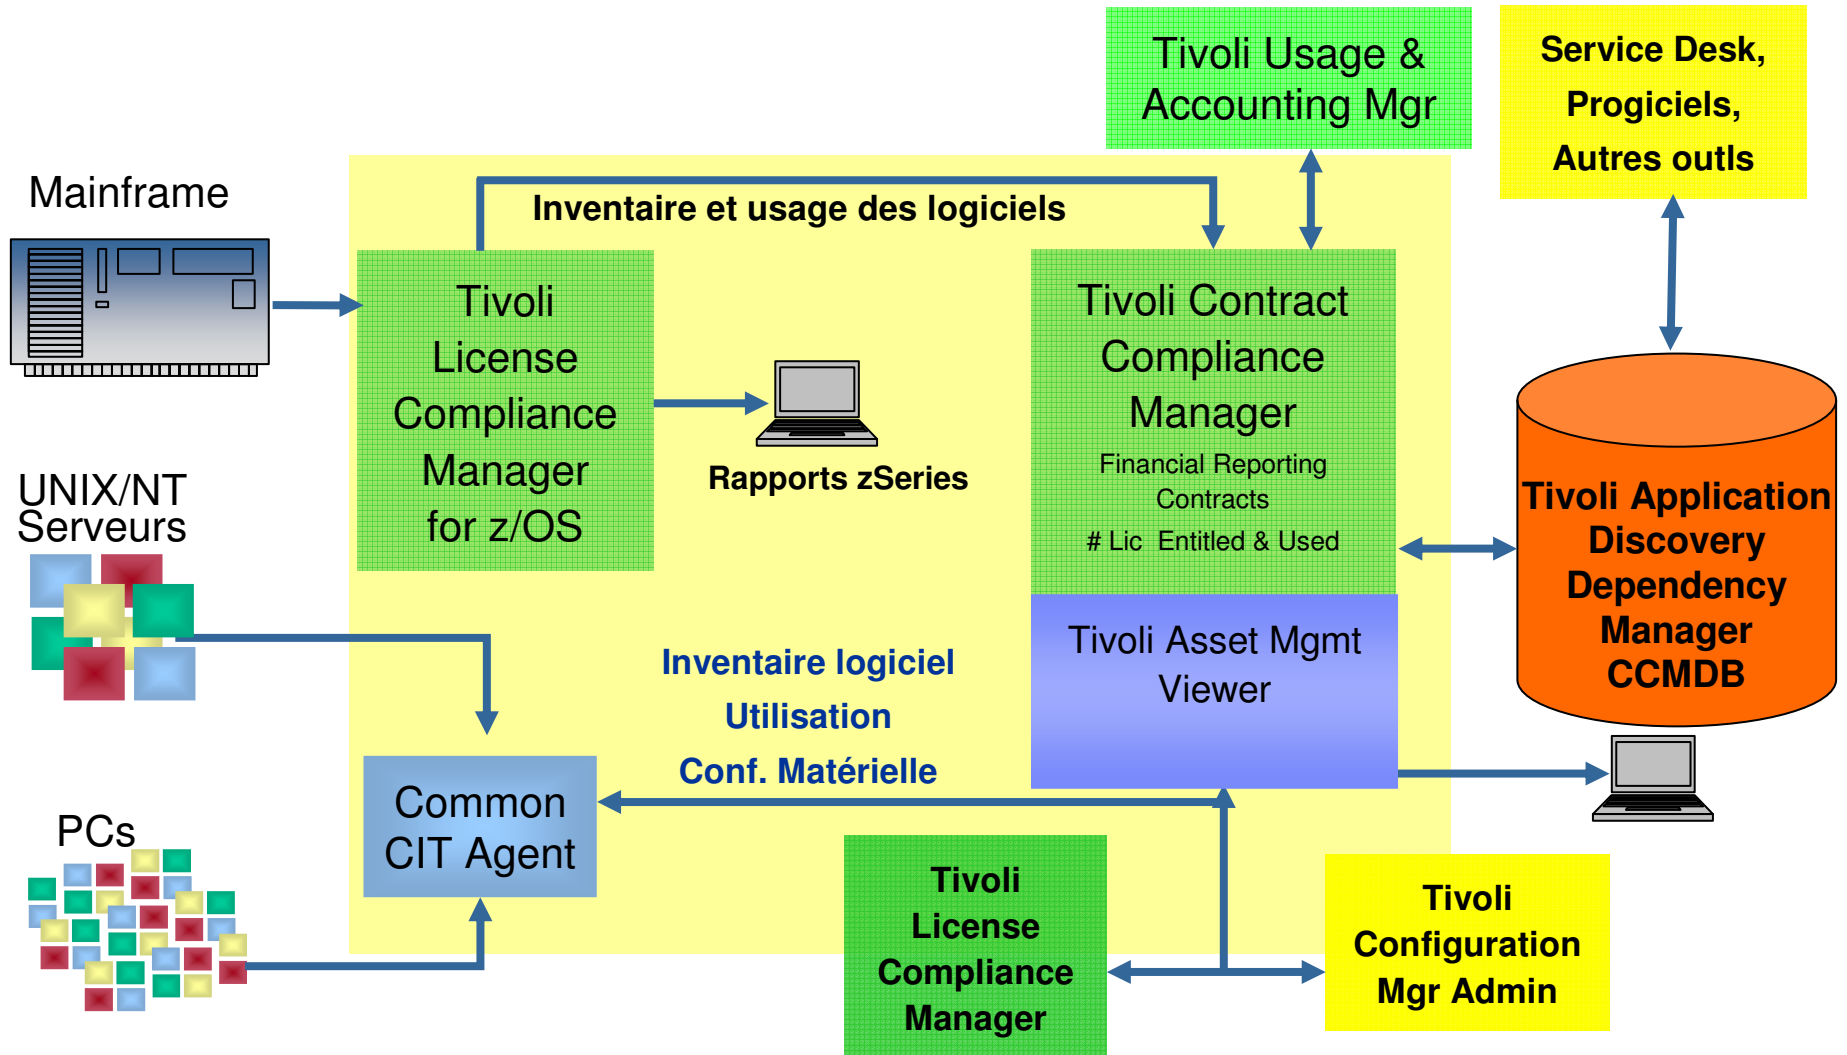 Tivoli Usage &
Accounting Mgr
Service Desk,
Progiciels,
Autres outls
Mainframe
Inventaire et usage des logiciels
Tivoli
License
Compliance
Manager
for z/OS
Tivoli Contract
Compliance
Manager
Financial Reporting
Contracts
# Lic Entitled & Used
Rapports zSeries
UNIX/NT
Serveurs
Tivoli Application
Discovery
Dependency
Manager
CCMDB
Inventaire logiciel
Utilisation
Conf. Matérielle
Tivoli Asset Mgmt
Viewer
Common
CIT Agent
PCs
Tivoli
License
Compliance
Manager
Tivoli
Configuration
Mgr Admin